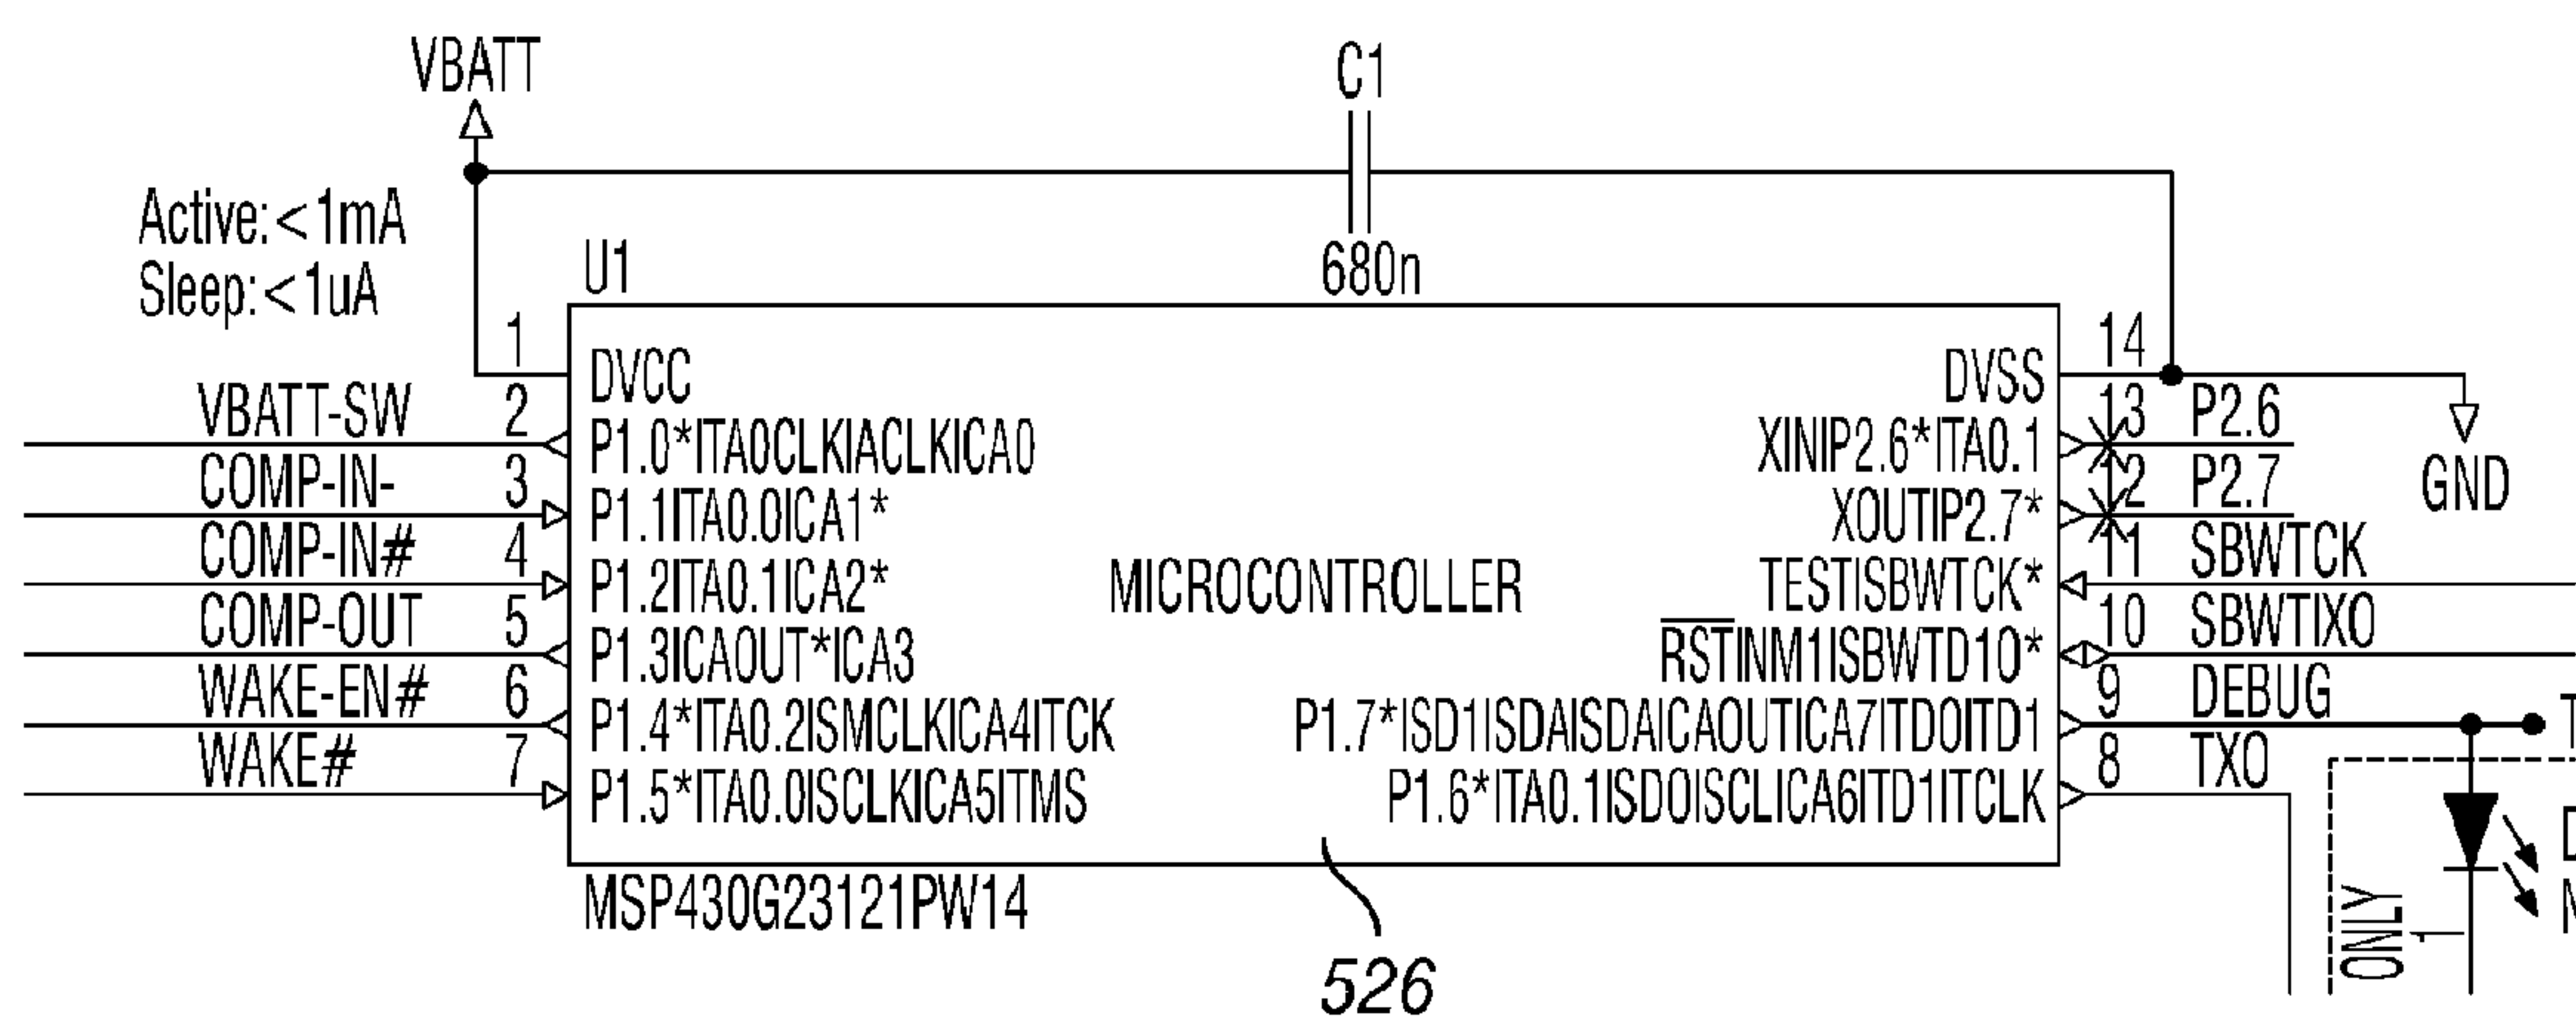 VBATT
C1
Active:<1mA
Sleep:<1uA
U1
680n
1
14
DVCC
DVSS
VBATT-SW
2
13
P2.6
P1.0*ITA0CLKIACLKICA0
XINIP2.6*ITA0.1
COMP-IN-
3
12
P2.7
GND
P1.1ITA0.0ICA1*
XOUTIP2.7*
COMP-IN#
4
11
SBWTCK
P1.2ITA0.1ICA2*
MICROCONTROLLER
TESTISBWTCK*
COMP-OUT
5
10
SBWTIXO
P1.3ICAOUT*ICA3
RSTINM1ISBWTD1O*
WAKE-EN#
6
9
DEBUG
P1.4*ITA0.2ISMCLKICA4ITCK
P1.7*ISD1ISDAISDAICAOUTICA7ITDOITD1
WAKE#
7
8
TXO
P1.5*ITA0.0ISCLKICA5ITMS
P1.6*ITA0.1ISDOISCLICA6ITD1ITCLK
MSP430G23121PW14
ONLY
1
526